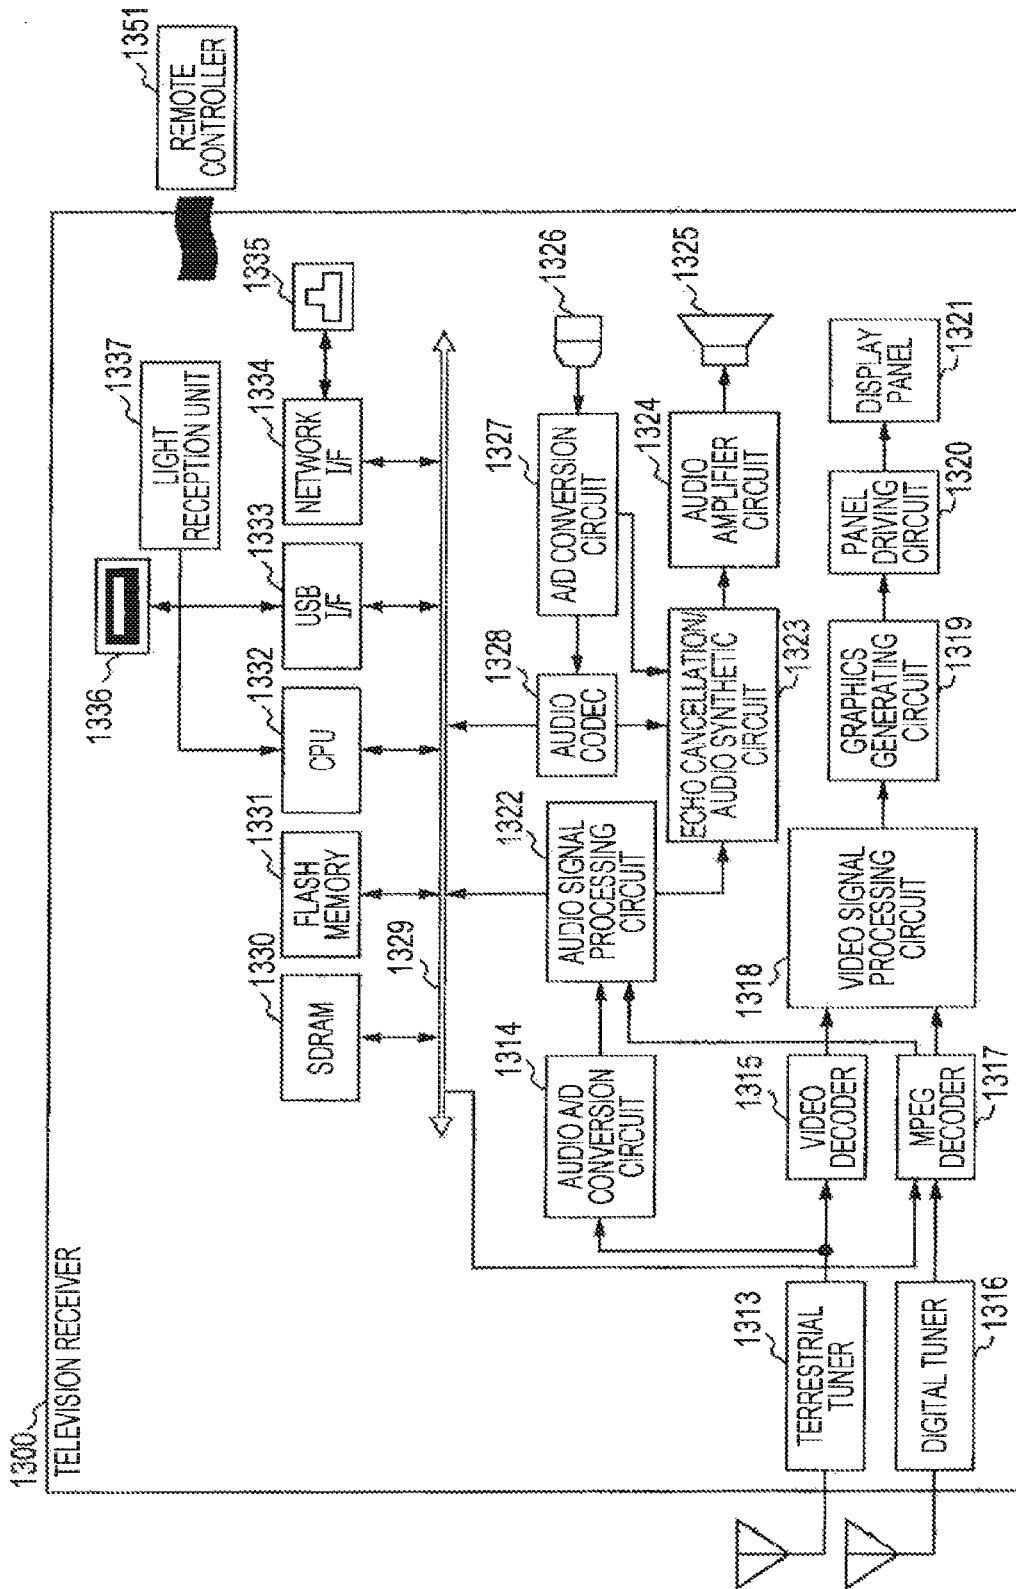 1300
TELEVISION RECEIVER
1351
REMOTE
CONTROLLER
1336
1337
LIGHT
RECEPTION UNIT
1335
1330
SDRAM
1331
FLASH
MEMORY
1332
CPU
1333
USB
I/F
1334
NETWORK
I/F
1329
1314
AUDIO A/D
CONVERSION
CIRCUIT
1322
AUDIO SIGNAL
PROCESSING
CIRCUIT
1328
AUDIO
CODEC
1327
A/D CONVERSION
CIRCUIT
1326
ECHO CANCELLATION/
AUDIO SYNTHETIC
CIRCUIT
1323
1324
AUDIO
AMPLIFIER
CIRCUIT
1325
1313
TERRESTRIAL
TUNER
1315
VIDEO
DECODER
1318
VIDEO SIGNAL
PROCESSING
CIRCUIT
GRAPHICS
GENERATING
CIRCUIT
1319
PANEL
DRIVING
CIRCUIT
1320
DISPLAY
PANEL
1321
DIGITAL TUNER
1316
MPEG
DECODER
1317